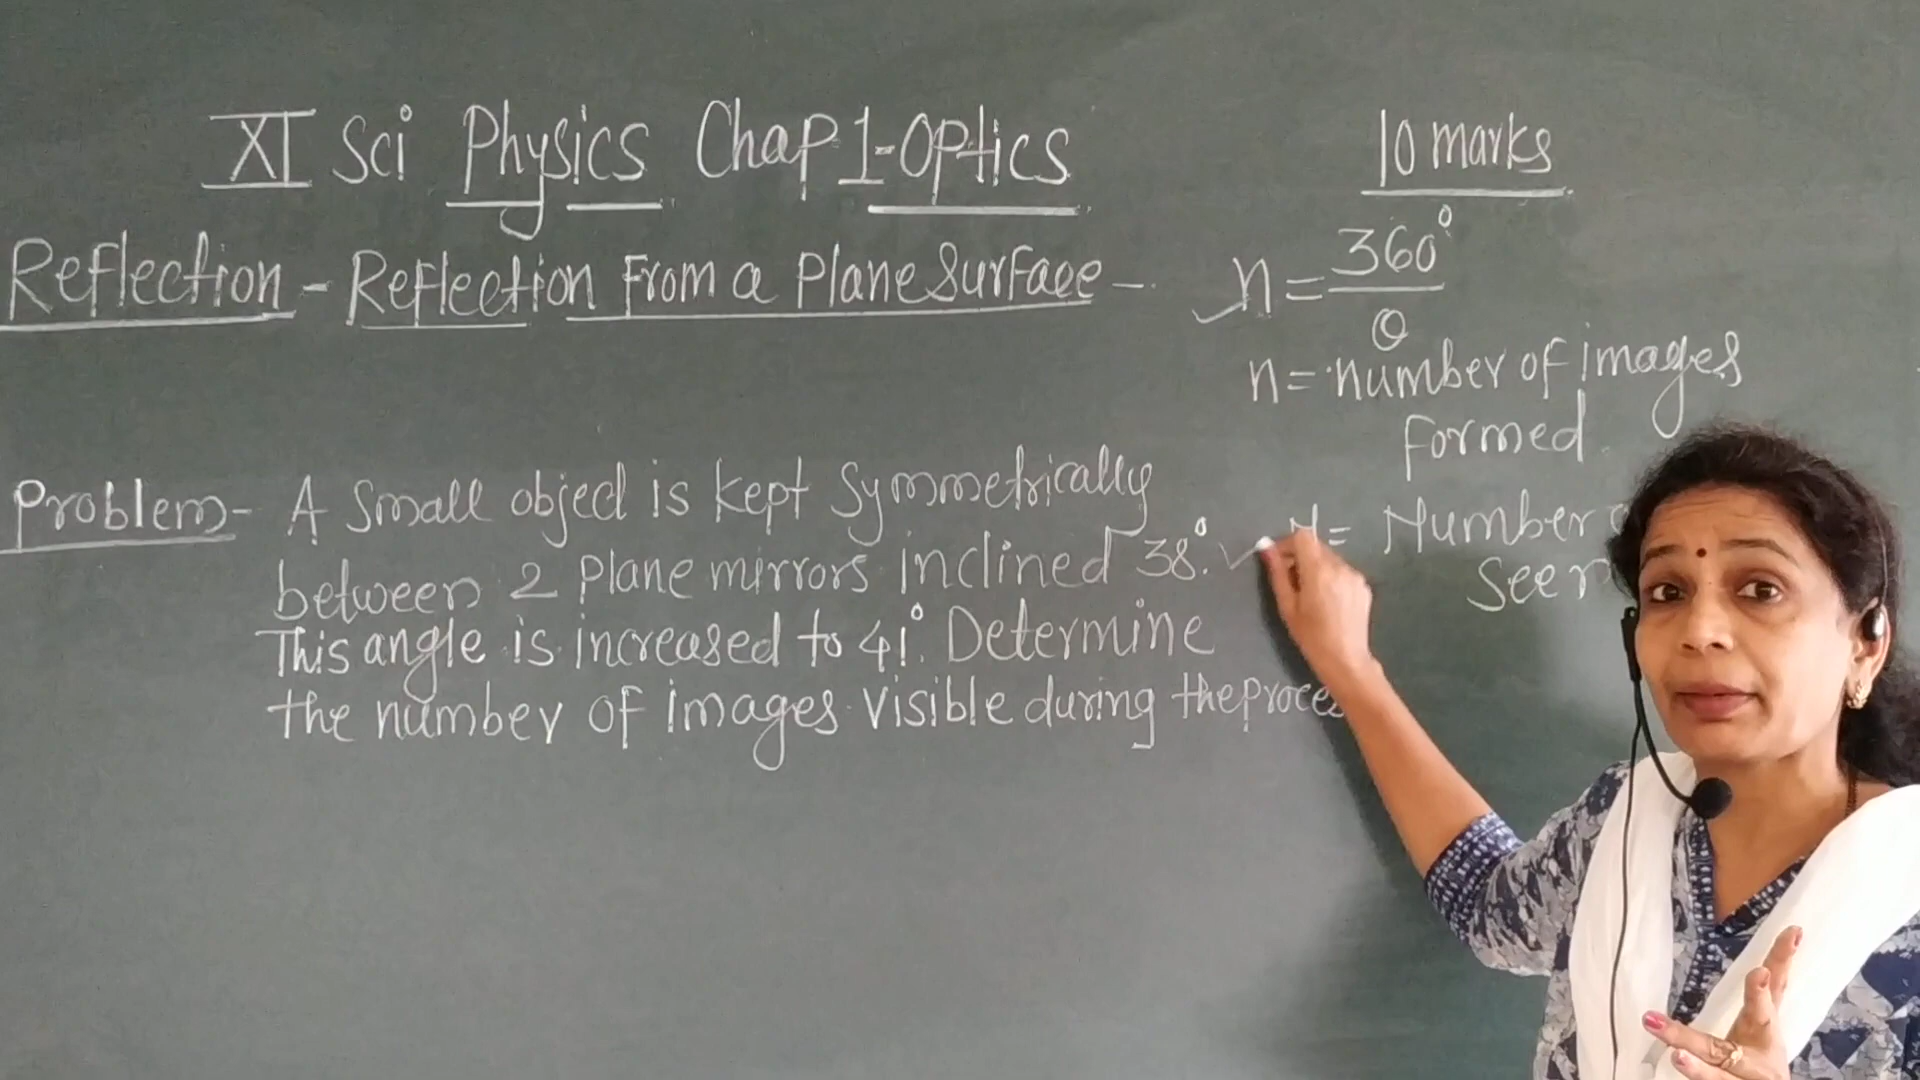 XI Sci Physics Chap 1-Optics
Reflection - Reflection From a Plane Surface -
Problem - A Small object is kept Symmetrically
between 2 Plane mirrors inclined 38°.
This angle is increased to 41°. Determine
the number of images visible during the
10 marks
n = 360° / θ
n = number of images
formed.
N = Number
Seen